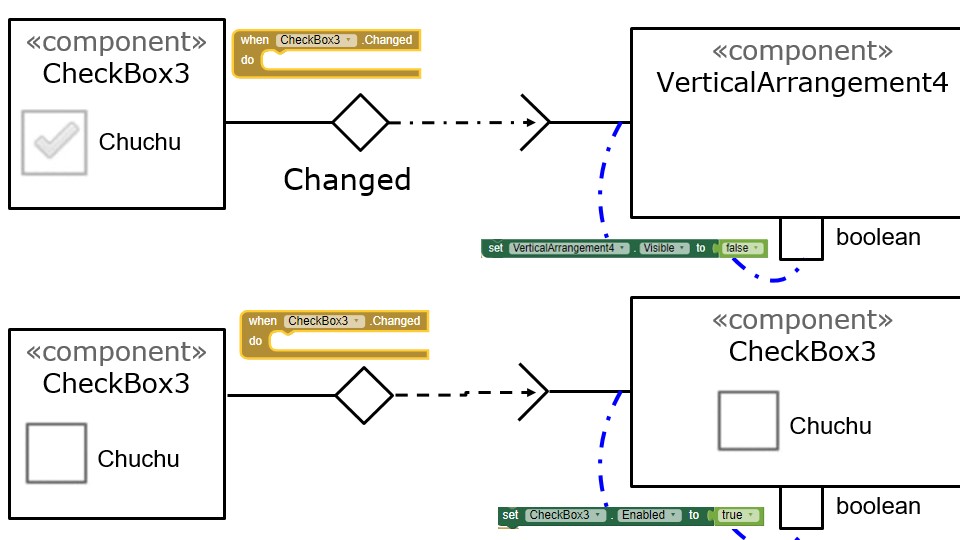 «component»
CheckBox3
Chuchu
when CheckBox3 .Changed
do
Changed
«component»
VerticalArrangement4
set VerticalArrangement4 . Visible to false
boolean
«component»
CheckBox3
Chuchu
when CheckBox3 .Changed
do
«component»
CheckBox3
Chuchu
set CheckBox3 . Enabled to true
boolean